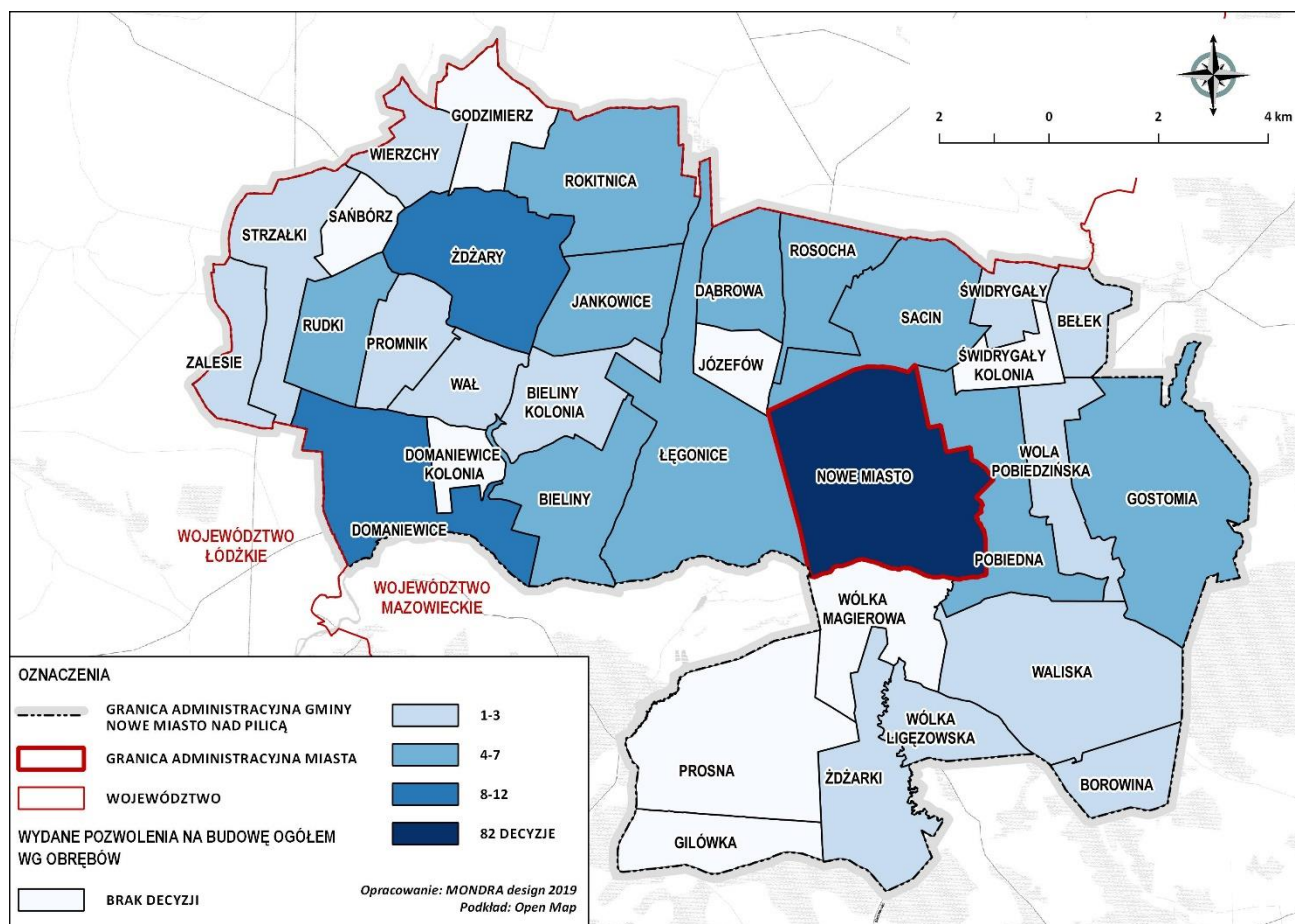 GODZIMIERZ
WIERZCHY
ROKITNICA
SAŃBÓRZ
STRZAŁKI
ŻDŻARY
ROSOCHA
JANKOWICE
DĄBROWA
ŚWIDRYGAŁY
RUDKI
SACIN
BEŁEK
PROMNIK
ZALESIE
JÓZEFÓW
ŚWIDRYGAŁY
KOLONIA
WAŁ
BIELINY
KOLONIA
DOMANIEWICE
KOLONIA
ŁĘGONICE
WOLA
POBIEDZIŃSKA
NOWE MIASTO
BIELINY
GOSTOMIA
DOMANIEWICE
POBIEDNA
WOJEWÓDZTWO
ŁÓDZKIE
WOJEWÓDZTWO
MAZOWIECKIE
WÓLKA
MAGIEROWA
WALISKA
WÓLKA
LIGĘZOWSKA
PROSNA
ŻDŻARKI
BOROWINA
GILÓWKA
2 0 2 4 km
OZNACZENIA
GRANICA ADMINISTRACYJNA GMINY
NOWE MIASTO NAD PILICĄ
GRANICA ADMINISTRACYJNA MIASTA
WOJEWÓDZTWO
WYDANE POZWOLENIA NA BUDOWĘ OGÓŁEM
WG OBRĘBÓW
BRAK DECYZJI
1-3
4-7
8-12
82 DECYZJE
Opracowanie: MONDRA design 2019
Podkład: Open Map